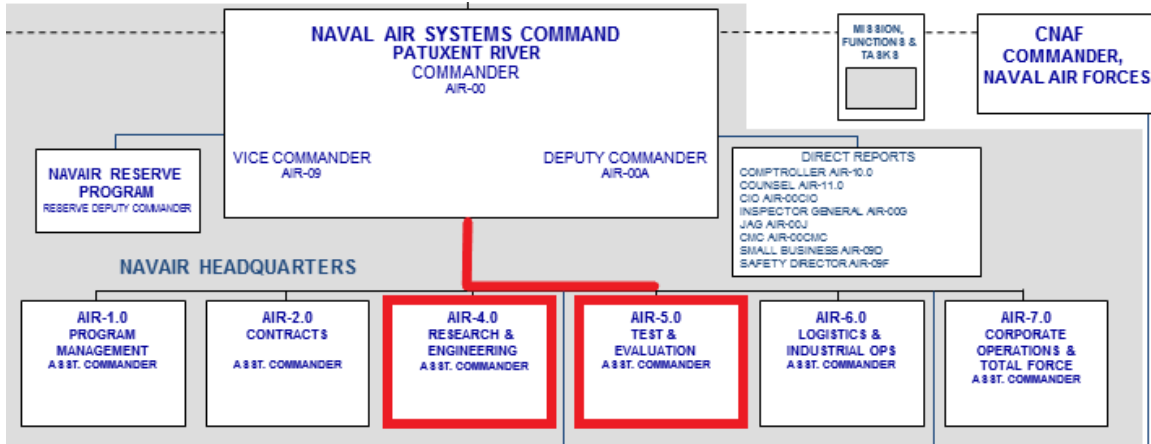 NAVAL AIR SYSTEMS COMMAND
PATUXENT RIVER
COMMANDER
AIR-00
VICE COMMANDER
AIR-09
DEPUTY COMMANDER
AIR-00A
MISSION,
FUNCTIONS &
TASKS
CNAF
COMMANDER,
NAVAL AIR FORCES
NAVAIR RESERVE
PROGRAM
RESERVE DEPUTY COMMANDER
DIRECT REPORTS
COMPTROLLER AIR-10.0
COUNSEL AIR-11.0
CIO AIR-00CIO
INSPECTOR GENERAL AIR-00G
JAG AIR-00J
CMC AIR-00CMC
SMALL BUSINESS AIR-09D
SAFETY DIRECTOR AIR-09F
NAVAIR HEADQUARTERS
AIR-1.0
PROGRAM
MANAGEMENT
ASST. COMMANDER
AIR-2.0
CONTRACTS
ASST. COMMANDER
AIR-4.0
RESEARCH &
ENGINEERING
ASST. COMMANDER
AIR-5.0
TEST &
EVALUATION
ASST. COMMANDER
AIR-6.0
LOGISTICS &
INDUSTRIAL OPS
ASST. COMMANDER
AIR-7.0
CORPORATE
OPERATIONS &
TOTAL FORCE
ASST. COMMANDER